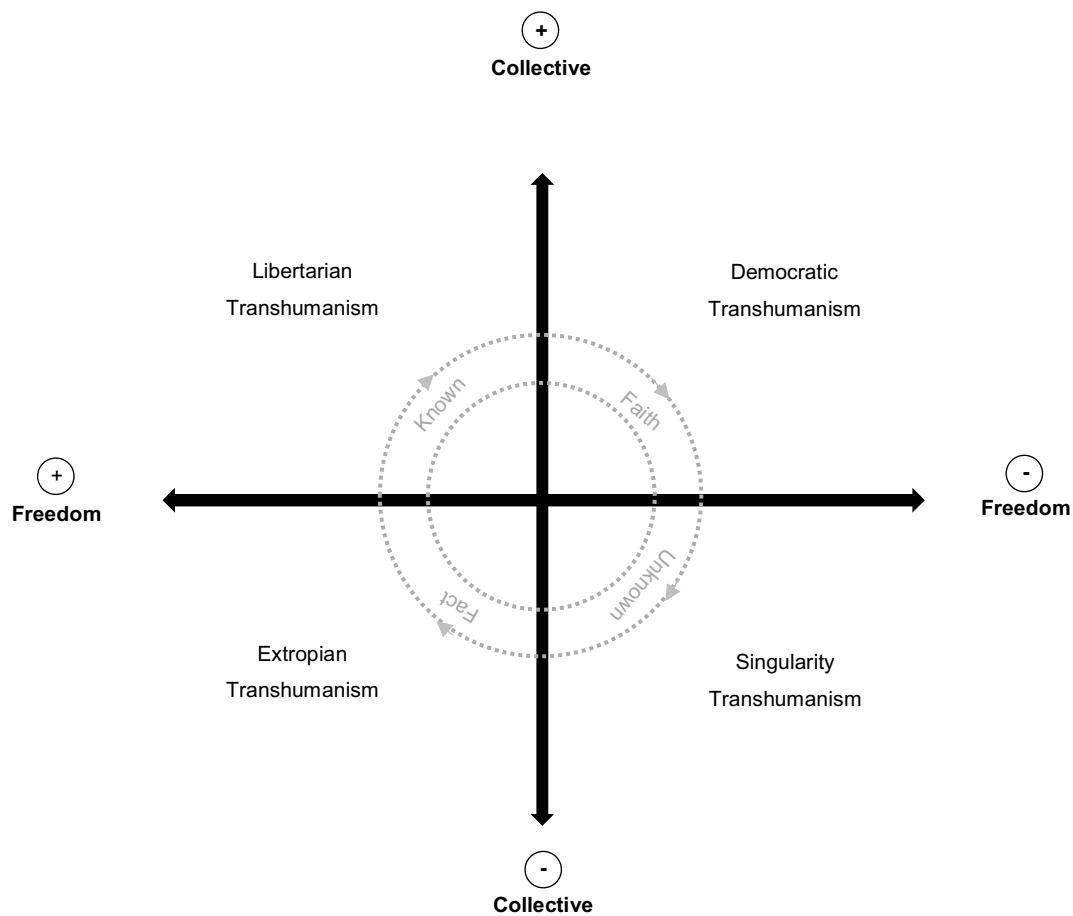 +
Collective
Libertarian
Transhumanism
Democratic
Transhumanism
Known
Faith
+
Freedom
-
Freedom
Fact
Unknown
Extropian
Transhumanism
Singularity
Transhumanism
-
Collective